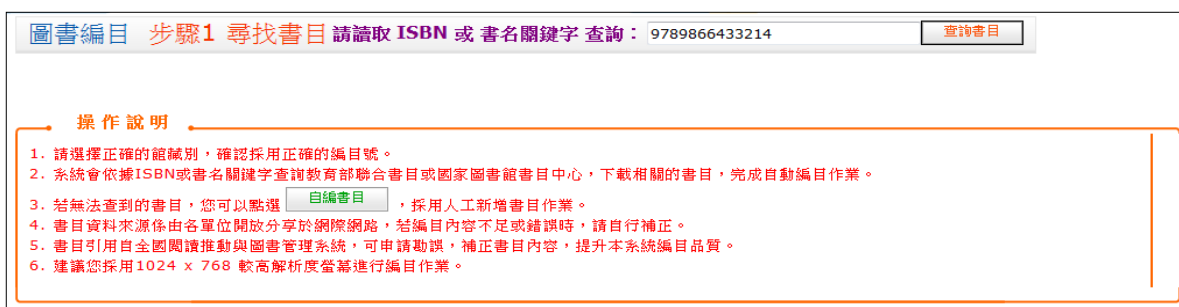 圖書編目 步驟1 尋找書目 請讀取 ISBN 或 書名關鍵字 查詢： 9789866433214 查詢書目
操作說明
1. 請選擇正確的館藏別，確認採用正確的編目號。
2. 系統會依據ISBN或書名關鍵字查詢教育部聯合書目或國家圖書館書目中心，下載相關的書目，完成自動編目作業。
3. 若無法查到的書目，您可以點選 自編書目 ，採用人工新增書目作業。
4. 書目資料來源係由各單位開放分享於網際網路，若編目內容不足或錯誤時，請自行補正。
5. 書目引用自全國閱讀推動與圖書管理系統，可申請勘誤，補正書目內容，提升本系統編目品質。
6. 建議您採用1024 x 768 較高解析度螢幕進行編目作業。